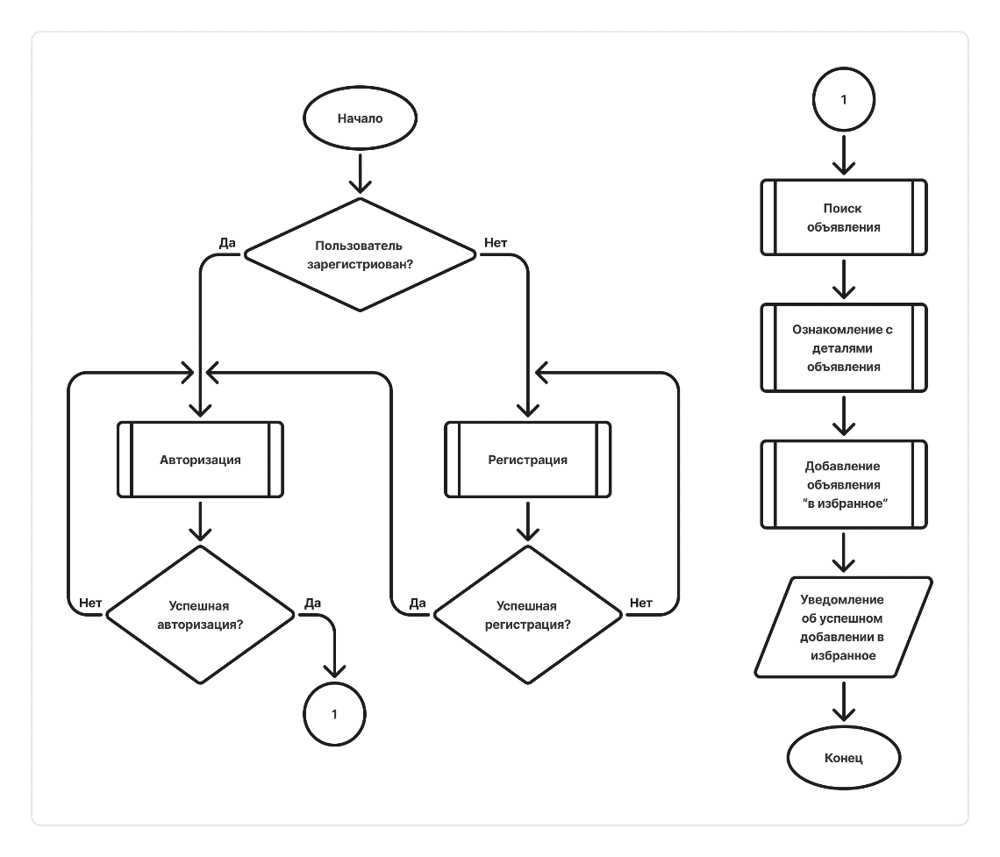 Начало
Да
Пользователь
зарегистриован?
Нет
Авторизация
Регистрация
Нет
Успешная
авторизация?
Да
Да
Успешная
регистрация?
Нет
1
1
Поиск
объявления
Ознакомление с
деталями
объявления
Добавление
объявления
“в избранное”
Уведомление
об успешном
добавлении в
избранное
Конец